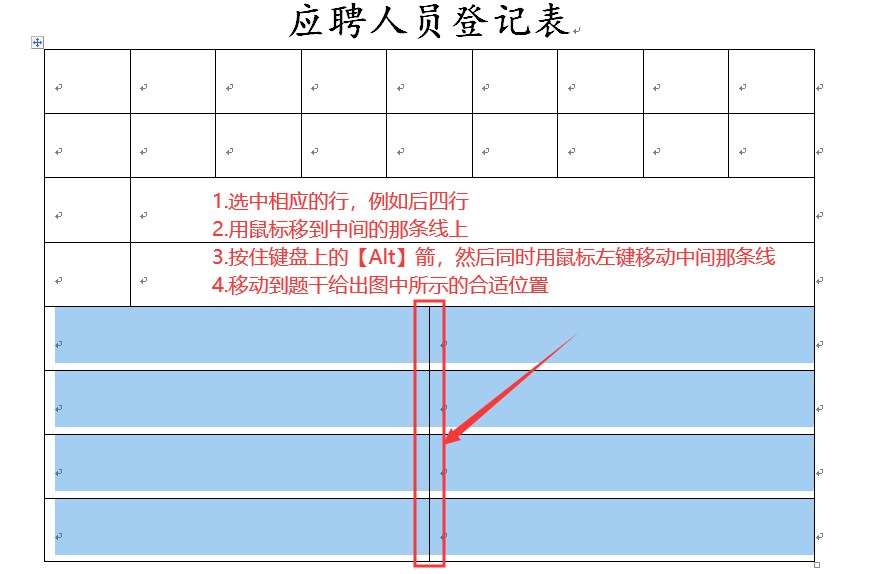 应聘人员登记表
1.选中相应的行，例如后四行
2.用鼠标移到中间的那条线上
3.按住键盘上的【Alt】箭，然后同时用鼠标左键移动中间那条线
4.移动到题干给出图中所示的合适位置